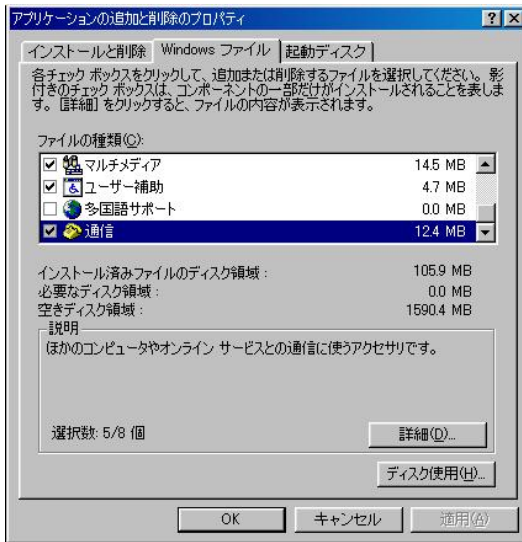 アプリケーションの追加と削除のプロパティ
インストールと削除 Windows ファイル 起動ディスク
各チェック ボックスをクリックして、追加または削除するファイルを選択してください。影
付きのチェック ボックスは、コンポーネントの一部だけがインストールされることを表しま
す。[詳細] をクリックすると、ファイルの内容が表示されます。
ファイルの種類(C):
マルチメディア 14.5 MB
ユーザー補助 4.7 MB
多国語サポート 0.0 MB
通信 12.4 MB
インストール済みファイルのディスク領域 : 105.9 MB
必要なディスク領域 : 0.0 MB
空きディスク領域 : 1590.4 MB
説明
ほかのコンピュータやオンライン サービスとの通信に使うアクセサリです。
選択数: 5/8 個
詳細(D)...
ディスク使用(H)...
OK キャンセル 適用(A)